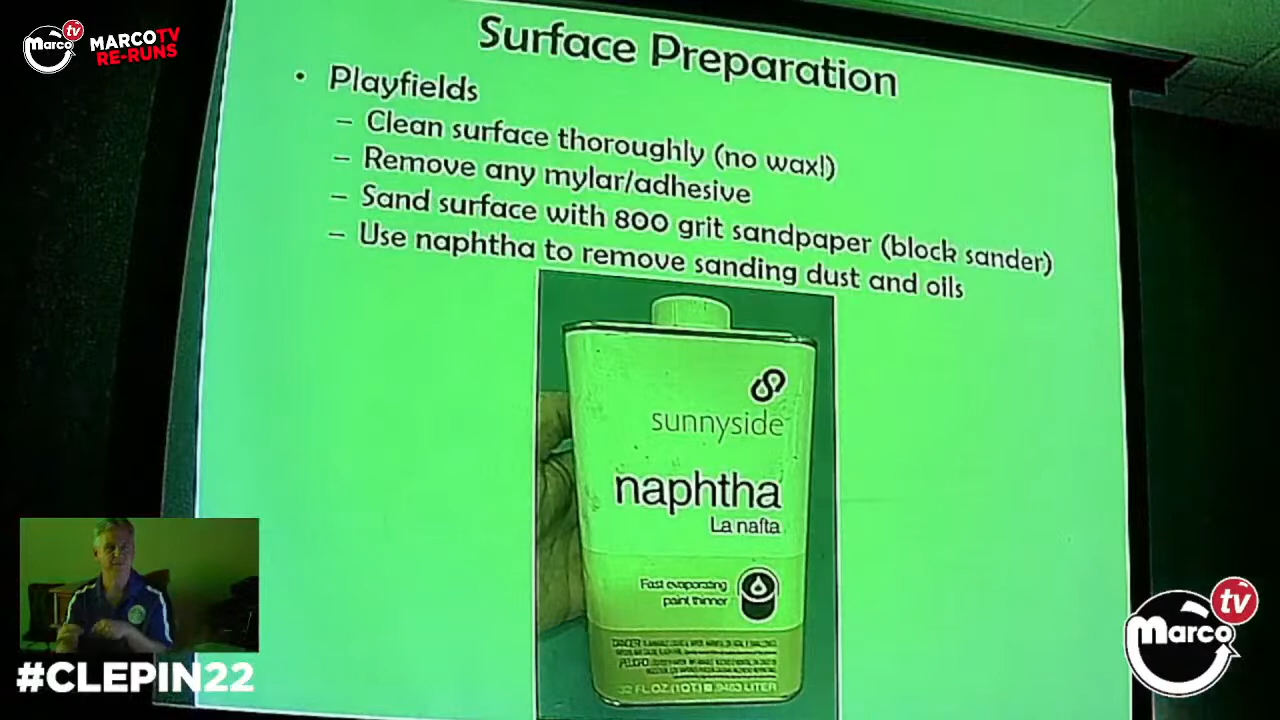 marco tv
MARCO TV
RE-RUNS
Surface Preparation
• Playfields
– Clean surface thoroughly (no wax!)
– Remove any mylar/adhesive
– Sand surface with 800 grit sandpaper (block sander)
– Use naphtha to remove sanding dust and oils
sunnyside
naphtha
La nafta
Fast evaporating
paint thinner
DANGER
PELIGRO
32 FL OZ (1 QT) .9463 LITER
#CLEPIN22
marco tv